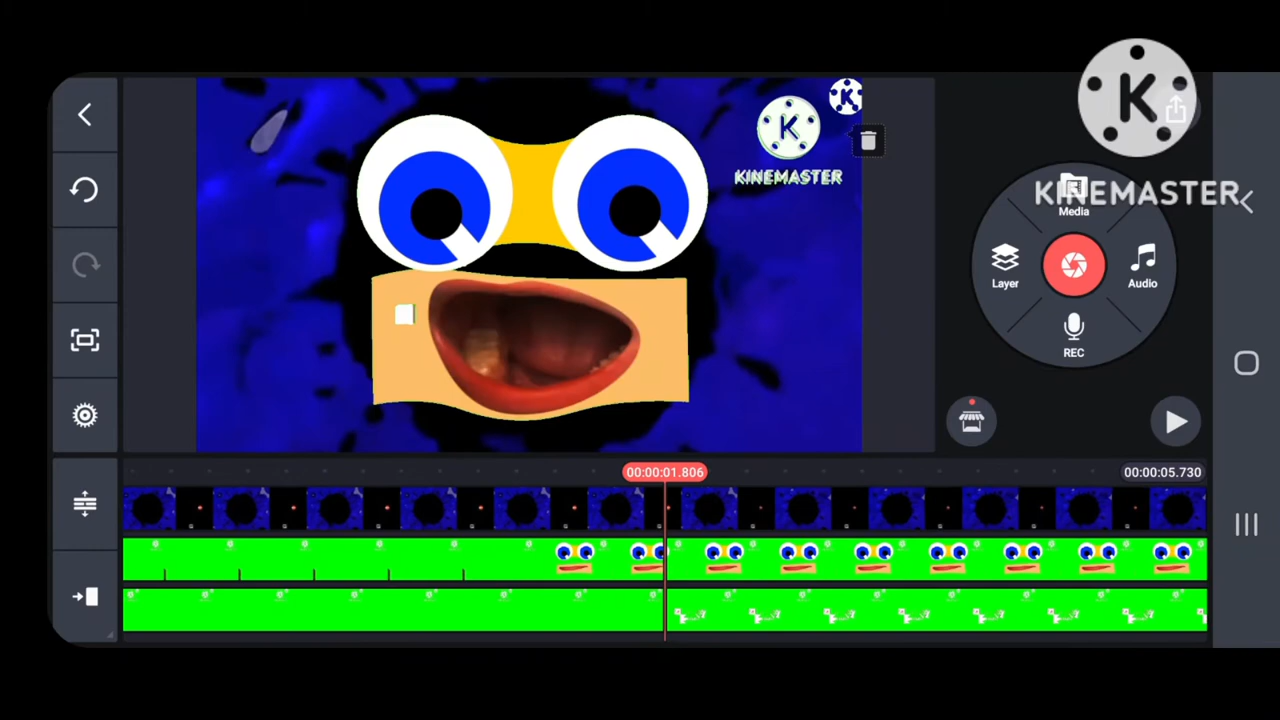 K
K
KINEMASTER
K
KINEMASTER
Media
Layer
Audio
REC
00:00:01.806
00:00:05.730